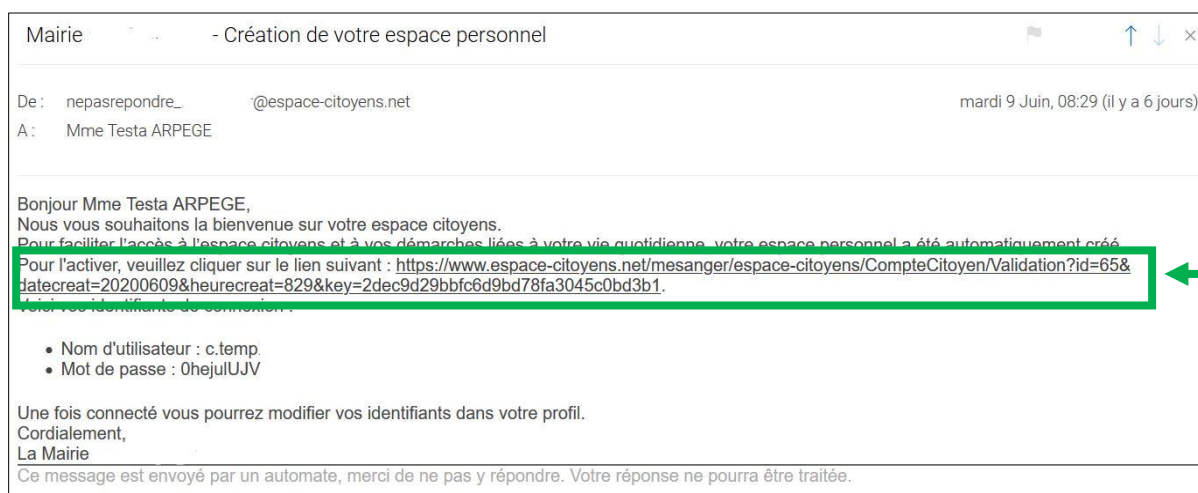 Mairie - Création de votre espace personnel
De : nepasrepondre_ @espace-citoyens.net
mardi 9 Juin, 08:29 (il y a 6 jours)
A : Mme Testa ARPEGE
Bonjour Mme Testa ARPEGE,
Nous vous souhaitons la bienvenue sur votre espace citoyens.
Pour faciliter l'accès à l'espace citoyens et à vos démarches liées à votre vie quotidienne, votre espace personnel a été automatiquement créé.
Pour l'activer, veuillez cliquer sur le lien suivant : https://www.espace-citoyens.net/mesanger/espace-citoyens/CompteCitoyen/Validation?id=65&
datecreat=20200609&heurecreat=829&key=2dec9d29bbfc6d9bd78fa3045c0bd3b1.
Voici vos identifiants de connexion :
• Nom d'utilisateur : c.temp
• Mot de passe : 0hejulUJV
Une fois connecté vous pourrez modifier vos identifiants dans votre profil.
Cordialement,
La Mairie
Ce message est envoyé par un automate, merci de ne pas y répondre. Votre réponse ne pourra être traitée.